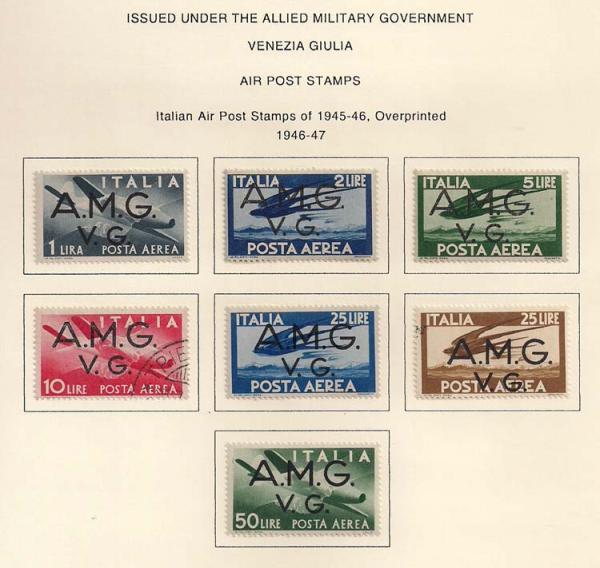 ISSUED UNDER THE ALLIED MILITARY GOVERNMENT
VENEZIA GIULIA
AIR POST STAMPS
Italian Air Post Stamps of 1945-46, Overprinted
1946-47
ITALIA
A.M.G.
V.G.
1 LIRA POSTA AEREA
ITALIA 2 LIRE
A.M.G.
V.G.
POSTA AEREA
ITALIA 5 LIRE
A.M.G.
V.G.
POSTA AEREA
ITALIA
A.M.G.
V.G.
10 LIRE POSTA AEREA
ITALIA 25 LIRE
A.M.G.
V.G.
POSTA AEREA
ITALIA 25 LIRE
A.M.G.
V.G.
POSTA AEREA
ITALIA
A.M.G.
V.G.
50 LIRE POSTA AEREA